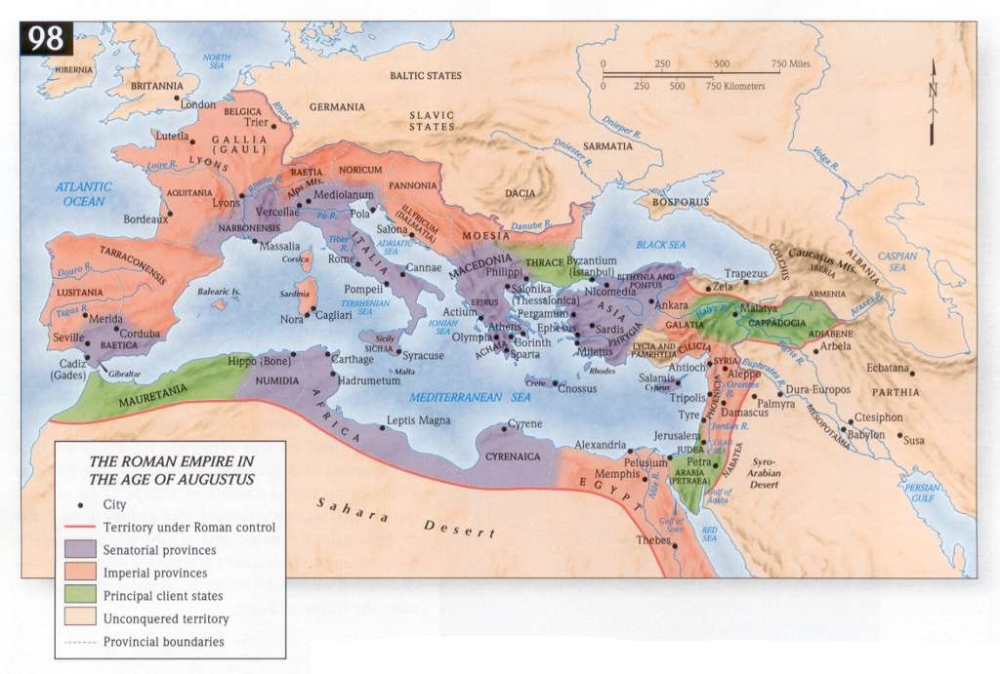 98
NORTH
SEA
HIBERNIA
BRITANNIA
London
BALTIC STATES
0 250 500 750 Miles
0 250 500 750 Kilometers
N
BELGICA
Trier
Rhine R.
GERMANIA
SLAVIC
STATES
Lutetia
GALLIA
(GAUL)
LYONS
Loire R.
Dnieper R.
Dniester R.
SARMATIA
Volga R.
ATLANTIC
OCEAN
AQUITANIA
Rhone R.
RAETIA
NORICUM
Alps Mts.
PANNONIA
DACIA
BOSPORUS
Lyons
Vercellae
Mediolanum
Bordeaux
NARBONENSIS
Po R.
Pola
Salona
ILLYRICUM
(DALMATIA)
Danube R.
MOESIA
BLACK SEA
Massalia
Tiber
R.
ADRIATIC
SEA
ITALIA
Corsica
Rome
Cannae
MACEDONIA
THRACE
Byzantium
(Istanbul)
Philippi
COLCHIS
Caucasus Mts.
IBERIA
ALBANIA
CASPIAN
SEA
TARRACONENSIS
Douro R.
LUSITANIA
Balearic Is.
Sardinia
Pompeii
TYRRHENIAN
SEA
Salonika
(Thessalonica)
Nicomedia
BITHYNIA AND
PONTUS
Trapezus
Zela
ARMENIA
Araxes R.
Tagus R.
Merida
Corduba
Seville
BAETICA
Nora
Cagliari
IONIAN
SEA
EPIRUS
Actium
Pergamum
ASIA
Ankara
Halys R.
Malatya
CAPPADOCIA
Athens
Ephesus
Sardis
PHRYGIA
GALATIA
ADIABENE
Olympia
Corinth
ACHAIA
Sparta
Miletus
LYCIA AND
PAMPHYLIA
CILICIA
Arbela
Cadiz
(Gades)
Gibraltar
Hippo (Bone)
Carthage
Sicily
SICILIA
Syracuse
Malta
Rhodes
Antioch
SYRIA
Aleppo
Euphrates R.
Ecbatana
MAURETANIA
NUMIDIA
Hadrumetum
Crete
Cnossus
Salamis
Cyprus
Orontes
R.
Dura-Europos
PARTHIA
MEDITERRANEAN SEA
Tripolis
PHOENICIA
Damascus
Palmyra
AFRICA
Leptis Magna
Cyrene
Tyre
Jordan R.
MESOPOTAMIA
Ctesiphon
Babylon
Susa
CYRENAICA
Alexandria
Jerusalem
JUDEA
DEAD
SEA
Pelusium
Petra
NABATEA
Syro-
Arabian
Desert
Memphis
ARABIA
(PETRAEA)
EGYPT
Nile R.
Gulf of
Aqaba
Gulf of
Suez
RED
SEA
PERSIAN
GULF
Thebes
Sahara Desert
THE ROMAN EMPIRE IN
THE AGE OF AUGUSTUS
City
Territory under Roman control
Senatorial provinces
Imperial provinces
Principal client states
Unconquered territory
Provincial boundaries